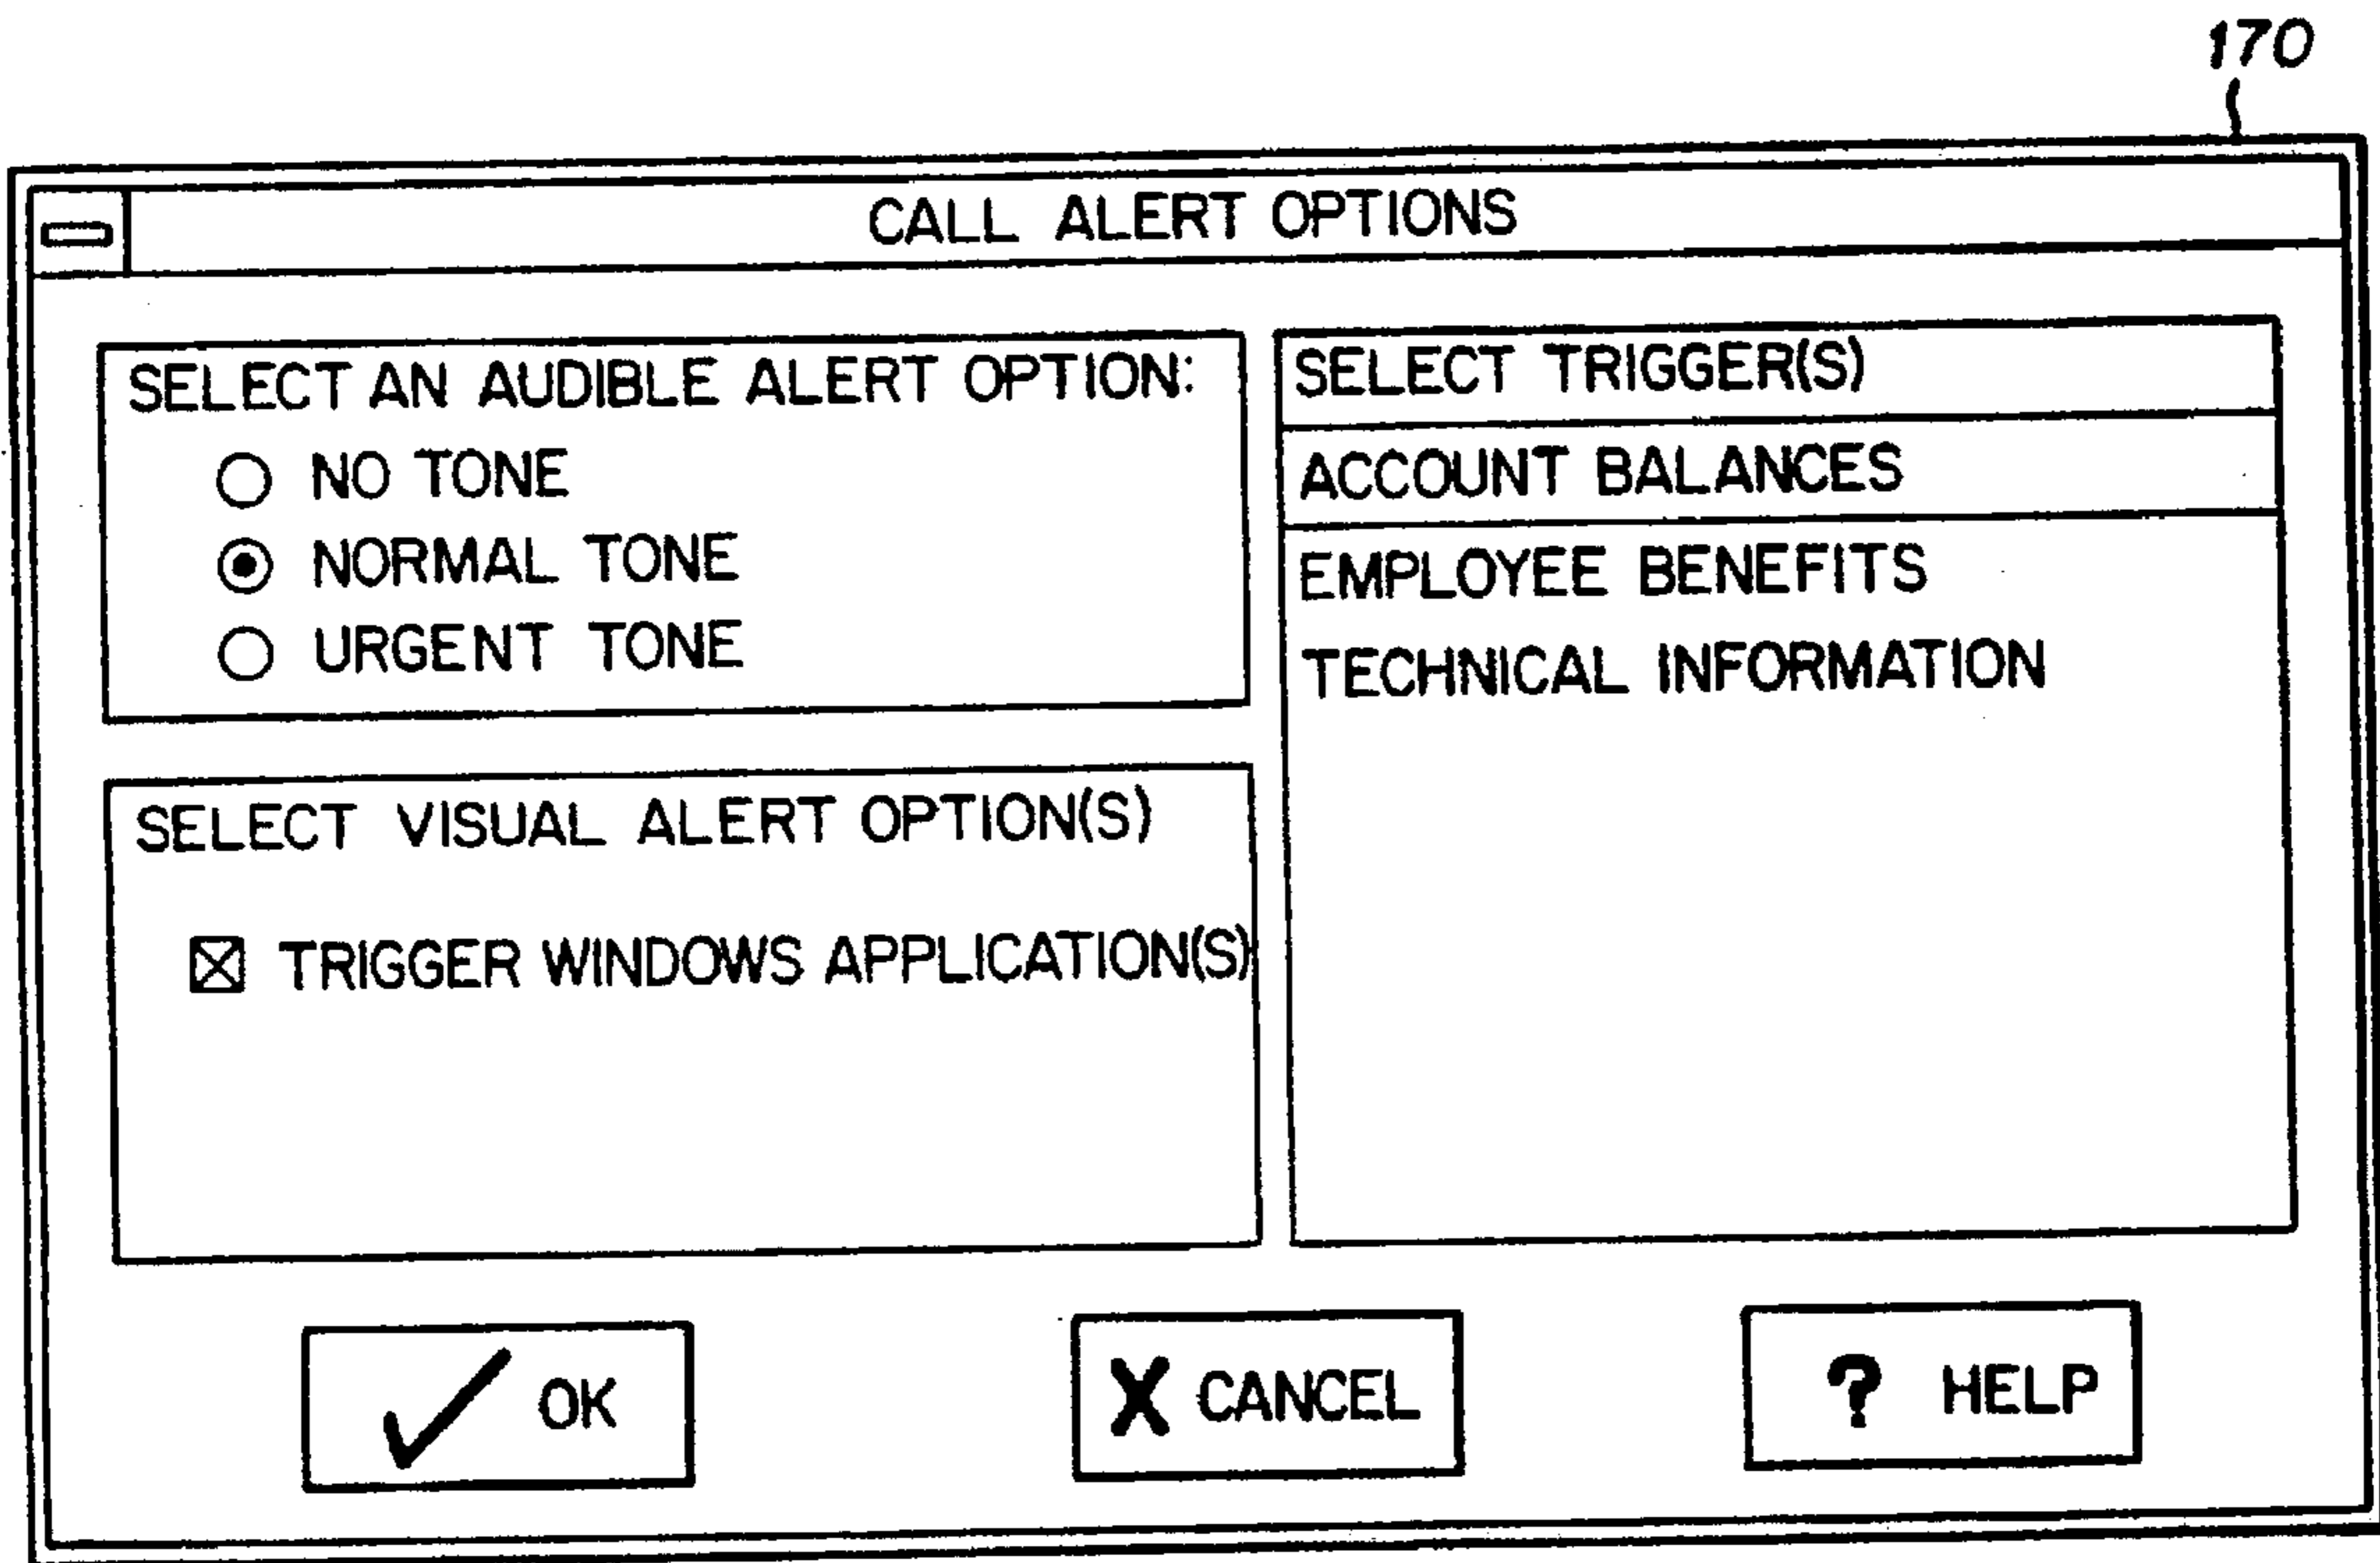 170
CALL ALERT OPTIONS
SELECT AN AUDIBLE ALERT OPTION:
NO TONE
NORMAL TONE
URGENT TONE
SELECT VISUAL ALERT OPTION(S)
TRIGGER WINDOWS APPLICATION(S)
SELECT TRIGGER(S)
ACCOUNT BALANCES
EMPLOYEE BENEFITS
TECHNICAL INFORMATION
OK
X CANCEL
? HELP